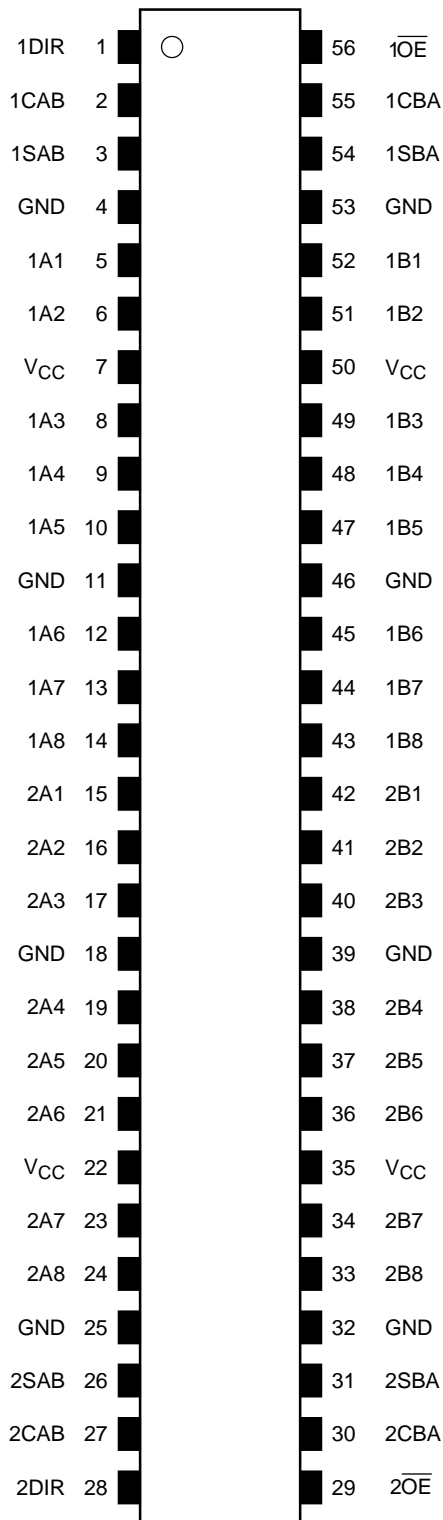 1DIR 1 56 1O̅E̅
1CAB 2 55 1CBA
1SAB 3 54 1SBA
GND 4 53 GND
1A1 5 52 1B1
1A2 6 51 1B2
VCC 7 50 VCC
1A3 8 49 1B3
1A4 9 48 1B4
1A5 10 47 1B5
GND 11 46 GND
1A6 12 45 1B6
1A7 13 44 1B7
1A8 14 43 1B8
2A1 15 42 2B1
2A2 16 41 2B2
2A3 17 40 2B3
GND 18 39 GND
2A4 19 38 2B4
2A5 20 37 2B5
2A6 21 36 2B6
VCC 22 35 VCC
2A7 23 34 2B7
2A8 24 33 2B8
GND 25 32 GND
2SAB 26 31 2SBA
2CAB 27 30 2CBA
2DIR 28 29 2O̅E̅